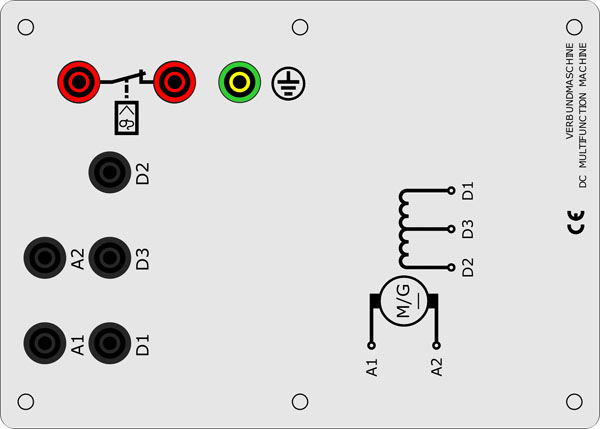 VERBUNDMASCHINE
DC MULTIFUNCTION MACHINE
CE
ϑ>
D2
A2
D3
A1
D1
D1
D3
D2
M/G
A1
A2